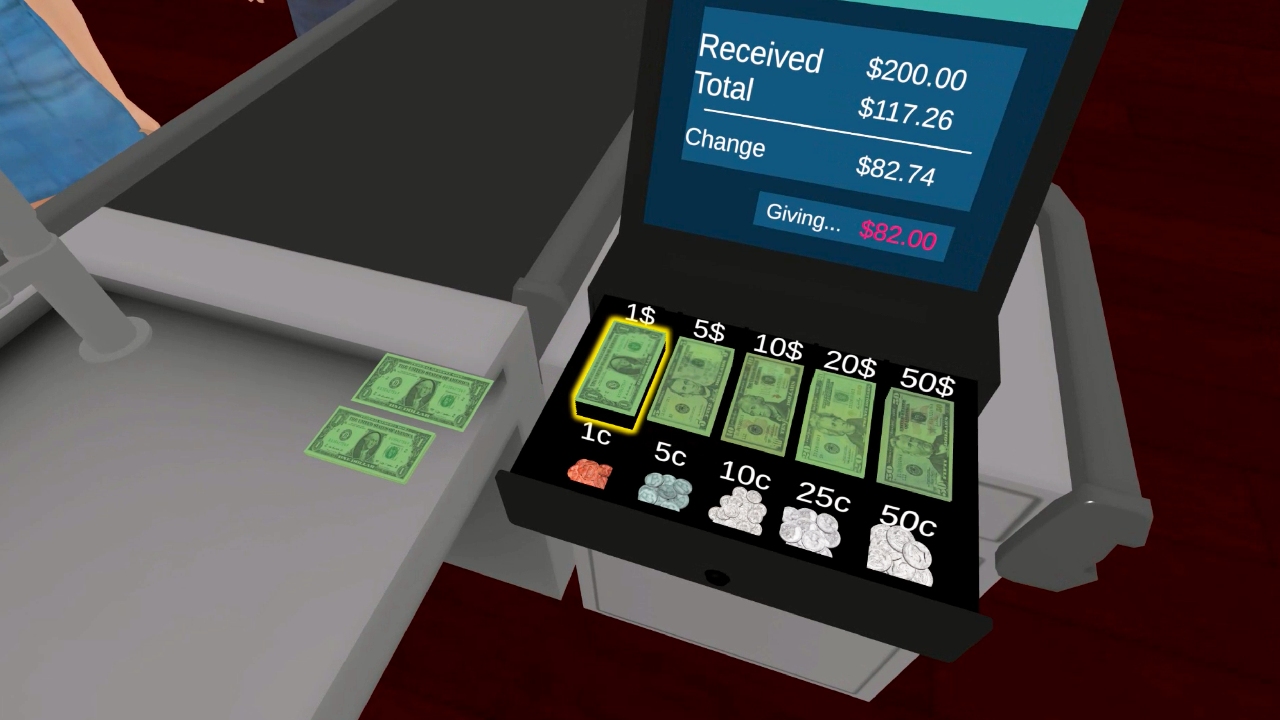 Received $200.00
Total $117.26
Change $82.74
Giving... $82.00
1$ 5$ 10$ 20$ 50$
1c 5c 10c 25c 50c